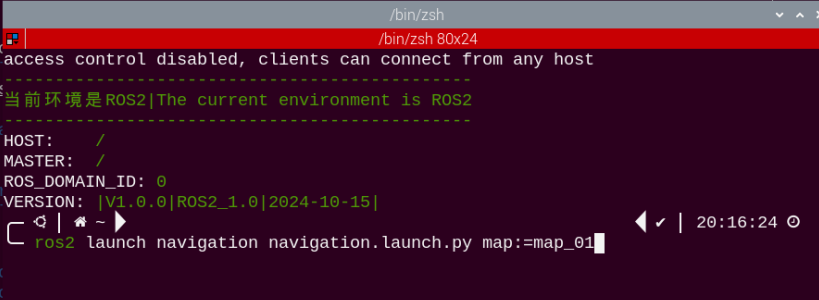 /bin/zsh
/bin/zsh 80x24
access control disabled, clients can connect from any host
---------------------------------------------
当前环境是ROS2|The current environment is ROS2
---------------------------------------------
HOST: /
MASTER: /
ROS_DOMAIN_ID: 0
VERSION: |V1.0.0|ROS2_1.0|2024-10-15|
| ~ ✔ | 20:16:24
ros2 launch navigation navigation.launch.py map:=map_01